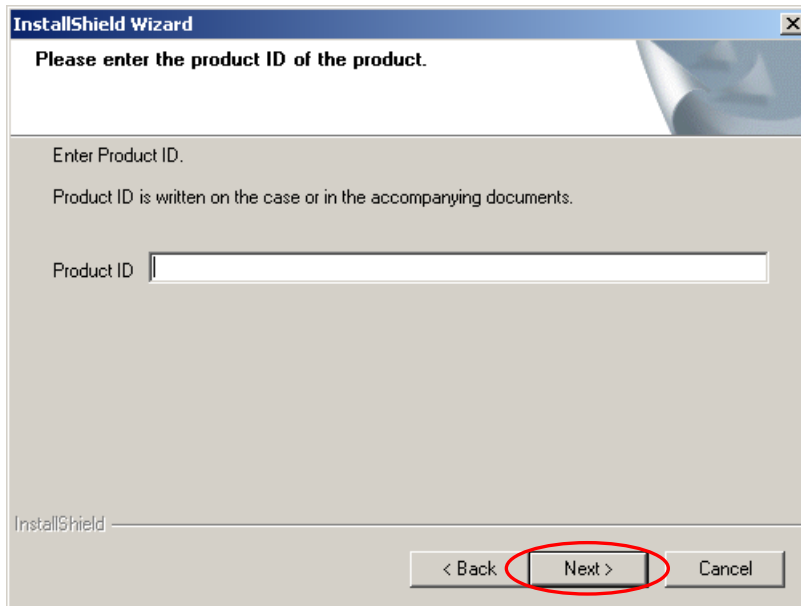 InstallShield Wizard
Please enter the product ID of the product.
Enter Product ID.
Product ID is written on the case or in the accompanying documents.
Product ID
InstallShield
< Back Next > Cancel